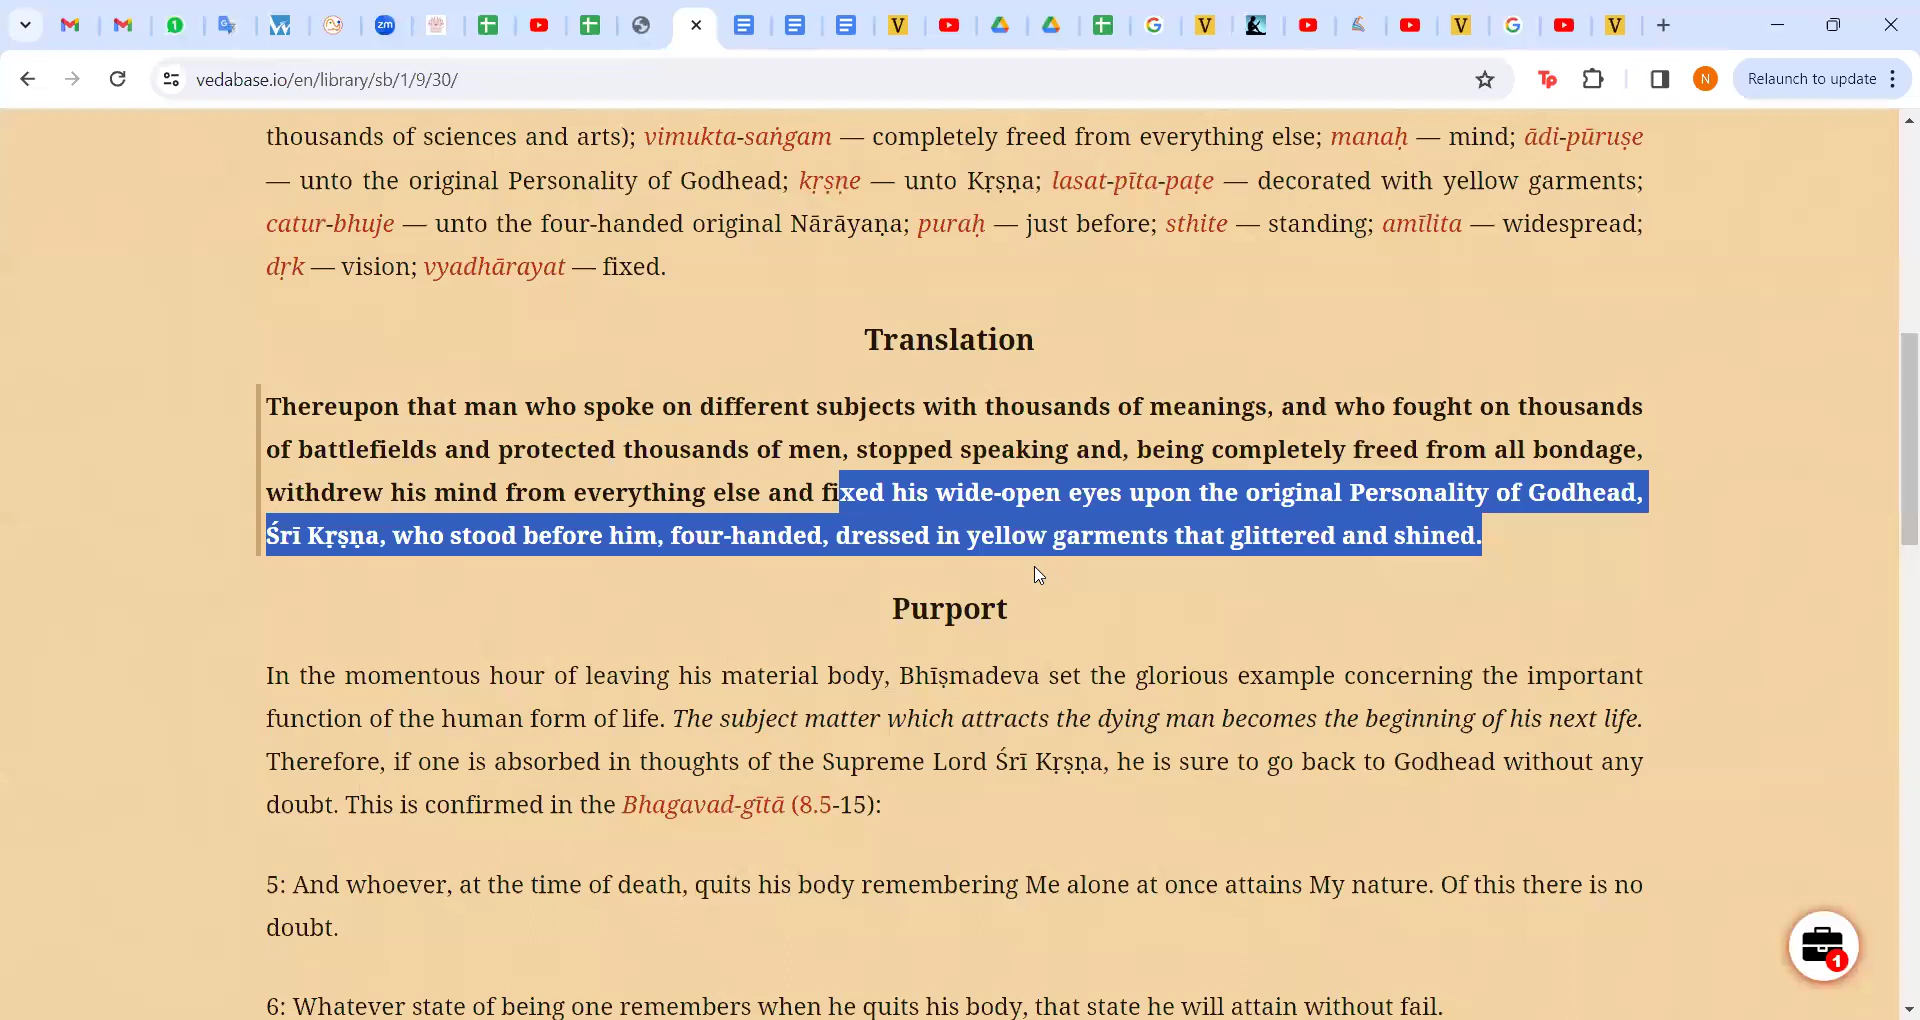 zm
vedabase.io/en/library/sb/1/9/30/
Tp
N
Relaunch to update
thousands of sciences and arts); vimukta-saṅgam — completely freed from everything else; manaḥ — mind; ādi-pūruṣe
— unto the original Personality of Godhead; kṛṣṇe — unto Kṛṣṇa; lasat-pīta-paṭe — decorated with yellow garments;
catur-bhuje — unto the four-handed original Nārāyaṇa; puraḥ — just before; sthite — standing; amīlita — widespread;
dṛk — vision; vyadhārayat — fixed.
Translation
Thereupon that man who spoke on different subjects with thousands of meanings, and who fought on thousands
of battlefields and protected thousands of men, stopped speaking and, being completely freed from all bondage,
withdrew his mind from everything else and fixed his wide-open eyes upon the original Personality of Godhead,
Śrī Kṛṣṇa, who stood before him, four-handed, dressed in yellow garments that glittered and shined.
Purport
In the momentous hour of leaving his material body, Bhīṣmadeva set the glorious example concerning the important
function of the human form of life. The subject matter which attracts the dying man becomes the beginning of his next life.
Therefore, if one is absorbed in thoughts of the Supreme Lord Śrī Kṛṣṇa, he is sure to go back to Godhead without any
doubt. This is confirmed in the Bhagavad-gītā (8.5-15):
5: And whoever, at the time of death, quits his body remembering Me alone at once attains My nature. Of this there is no
doubt.
1
6: Whatever state of being one remembers when he quits his body, that state he will attain without fail.